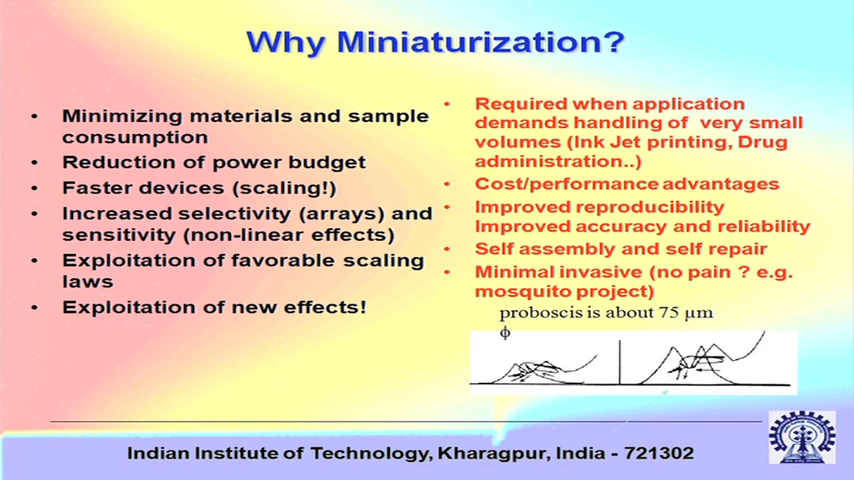 Why Miniaturization?
• Minimizing materials and sample
consumption
• Reduction of power budget
• Faster devices (scaling!)
• Increased selectivity (arrays) and
sensitivity (non-linear effects)
• Exploitation of favorable scaling
laws
• Exploitation of new effects!
• Required when application
demands handling of very small
volumes (Ink Jet printing, Drug
administration..)
• Cost/performance advantages
• Improved reproducibility
Improved accuracy and reliability
• Self assembly and self repair
• Minimal invasive (no pain ? e.g.
mosquito project)
proboscis is about 75 µm
ϕ
Indian Institute of Technology, Kharagpur, India - 721302